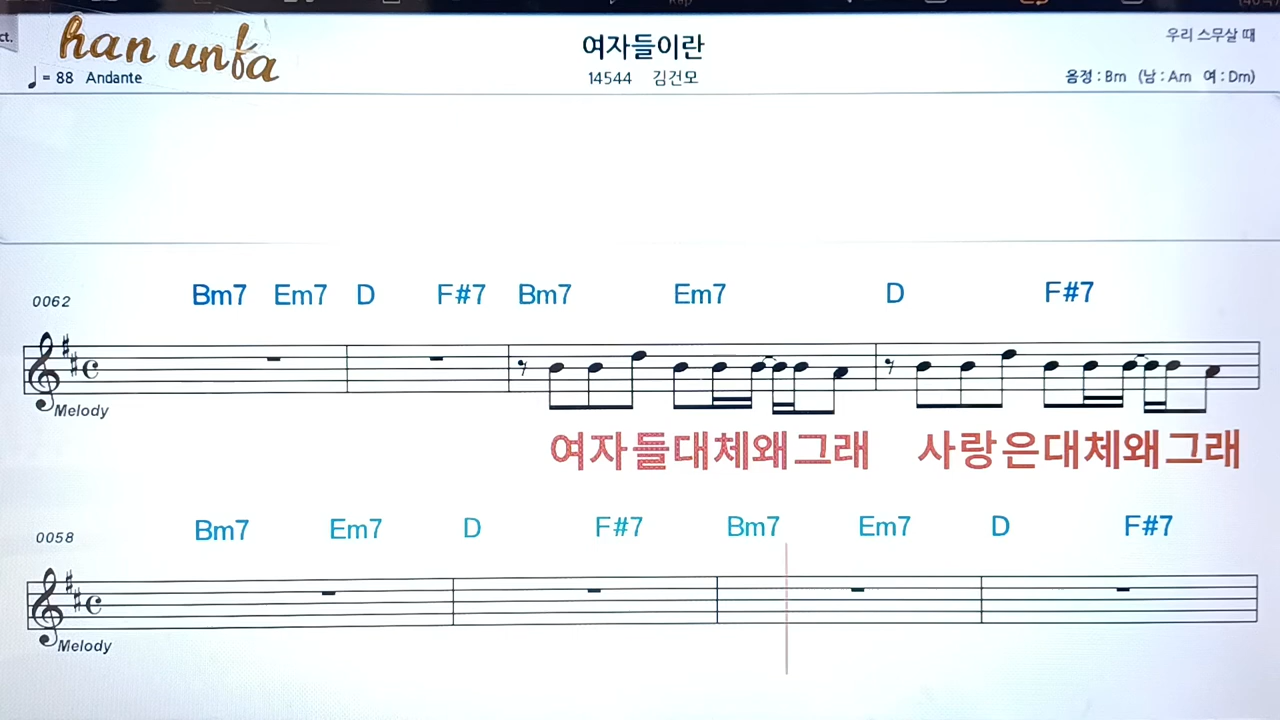 Rap
ct.
han unfa
여자들이란
우리 스무살 때
♩ = 88 Andante
14544 김건모
음정 : Bm (남 : Am 여 : Dm)
0062
Bm7 Em7 D F#7 Bm7 Em7 D F#7
Melody
여자들대체왜그래 사랑은대체왜그래
0058
Bm7 Em7 D F#7 Bm7 Em7 D F#7
Melody